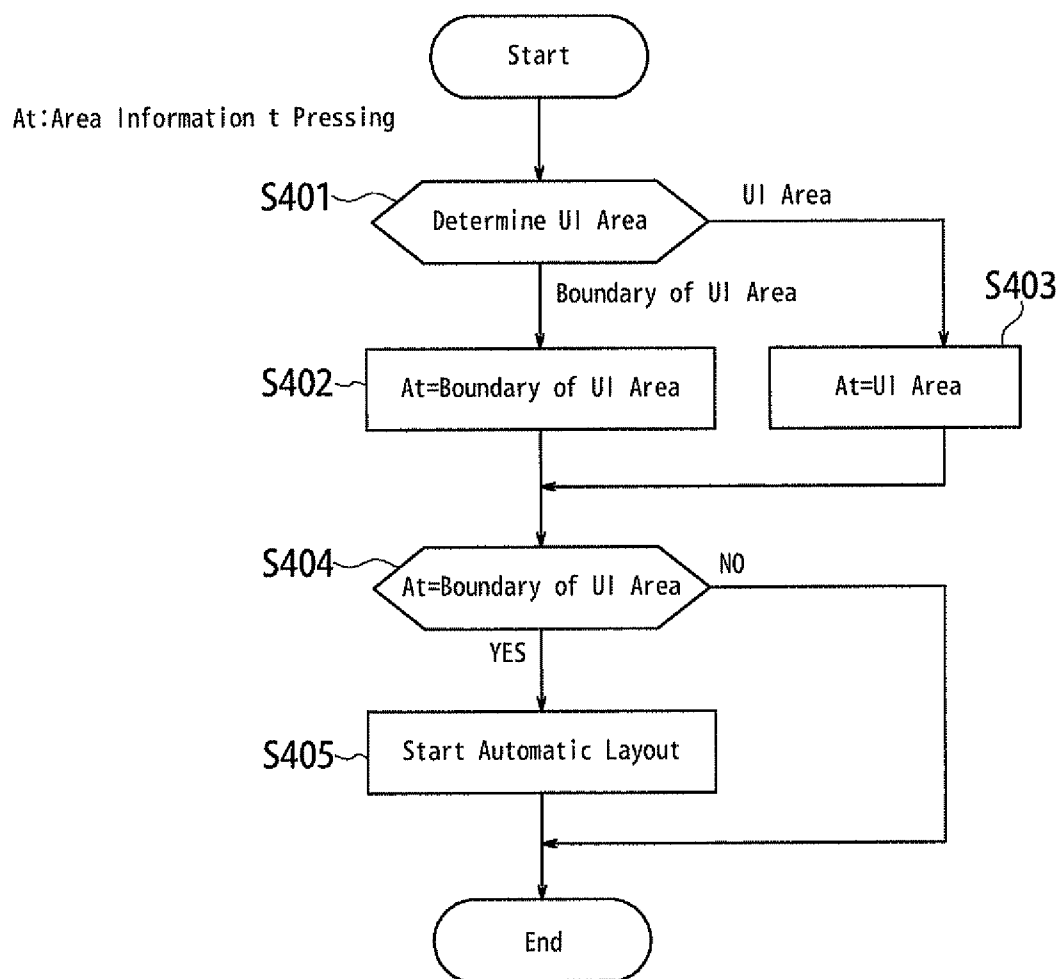 Start
At:Area Information t Pressing
S401
Determine UI Area
UI Area
Boundary of UI Area
S403
S402
At=Boundary of UI Area
At=UI Area
S404
At=Boundary of UI Area
NO
YES
S405
Start Automatic Layout
End